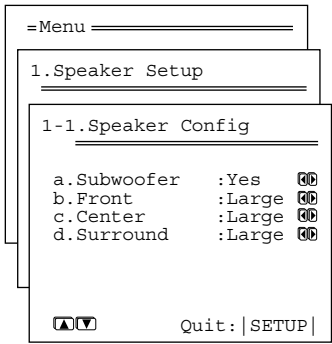 =Menu
1.Speaker Setup
1-1.Speaker Config
a.Subwoofer :Yes
b.Front :Large
c.Center :Large
d.Surround :Large
Quit:|SETUP|